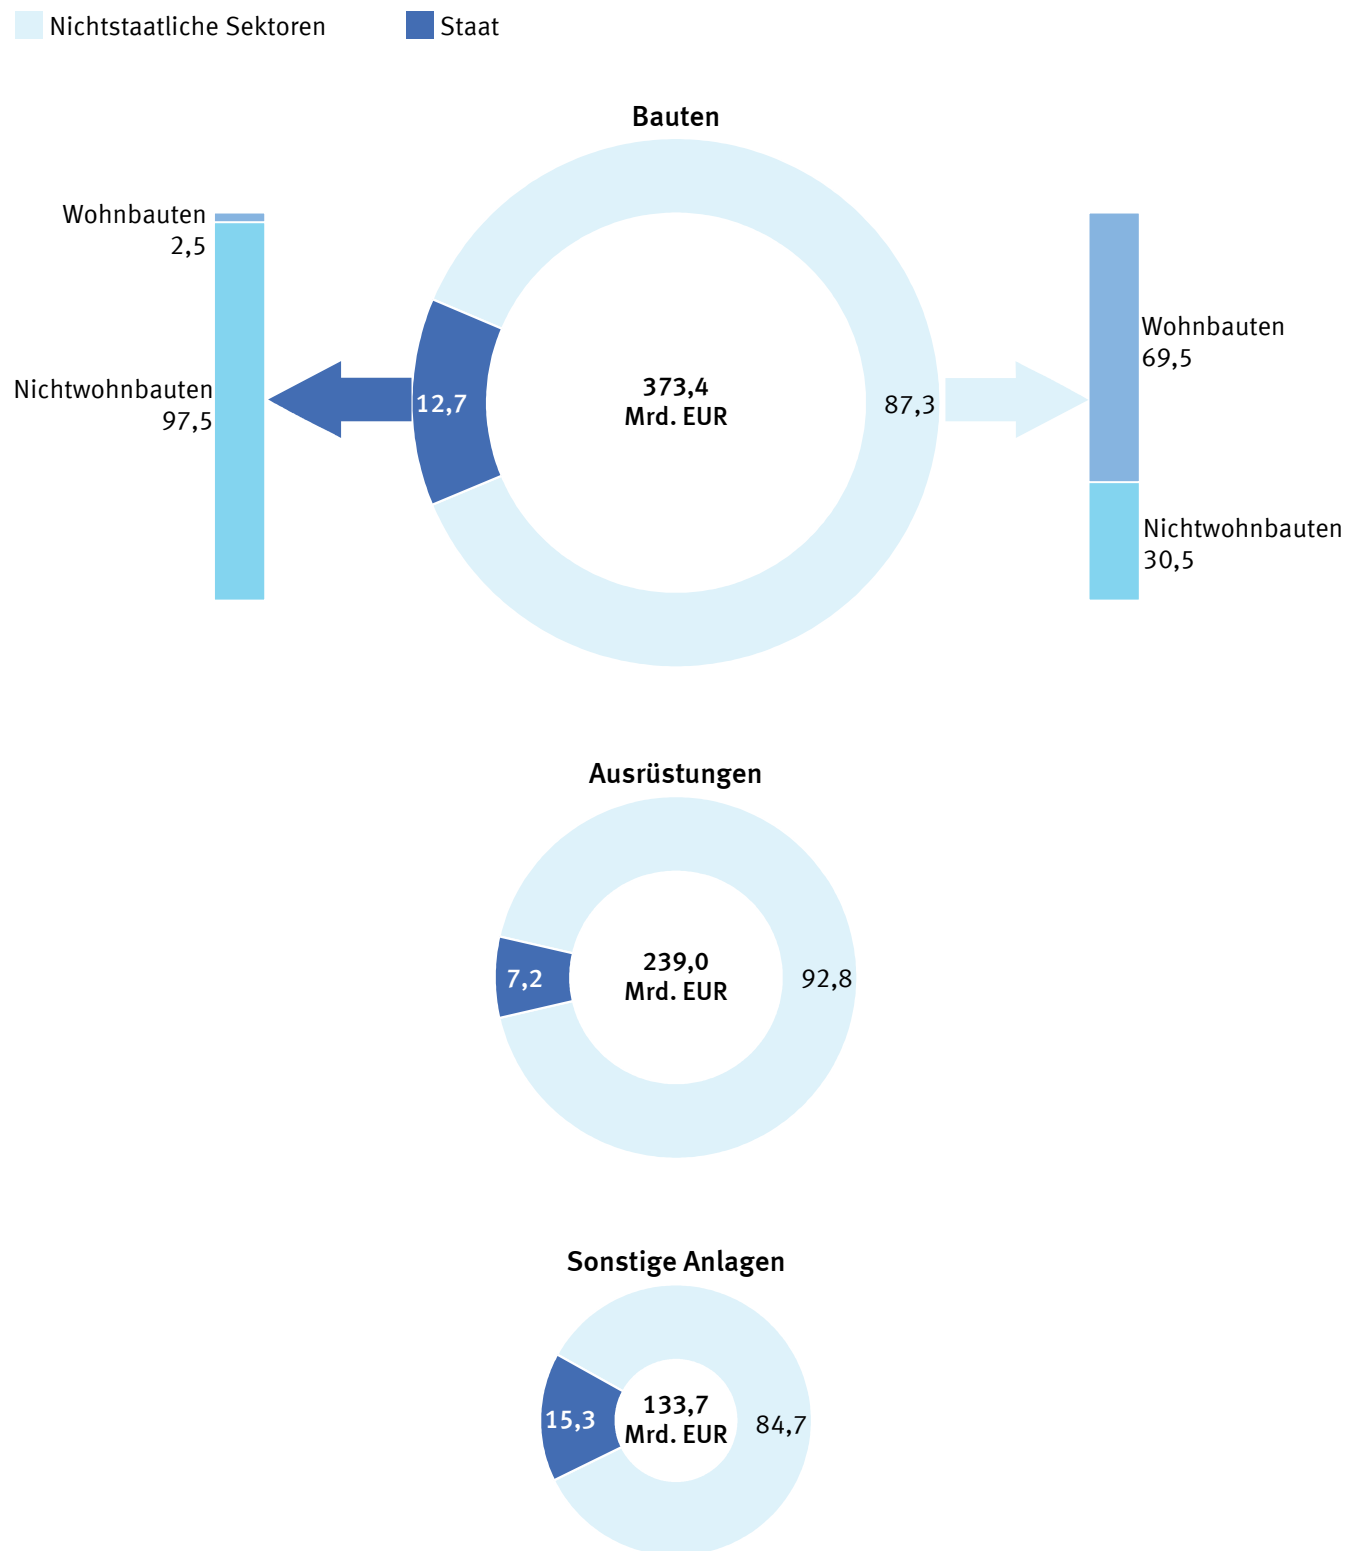 Nichtstaatliche Sektoren
Staat
Bauten
Wohnbauten
2,5
Nichtwohnbauten
97,5
12,7
373,4
Mrd. EUR
87,3
Wohnbauten
69,5
Nichtwohnbauten
30,5
Ausrüstungen
7,2
239,0
Mrd. EUR
92,8
Sonstige Anlagen
15,3
133,7
Mrd. EUR
84,7